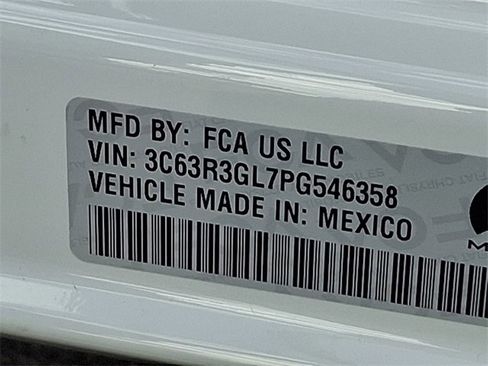 MFD BY: FCA US LLC
VIN: 3C63R3GL7PG546358
VEHICLE MADE IN: MEXICO